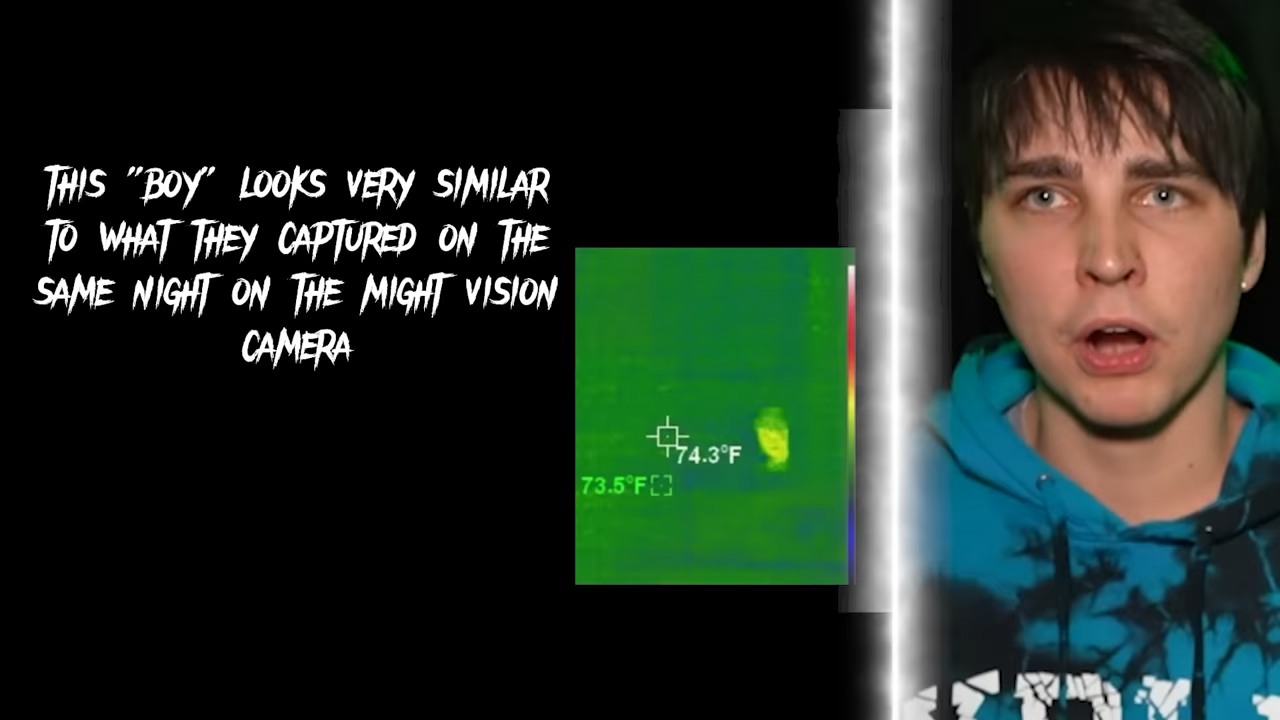 THIS "BOY" LOOKS VERY SIMILAR
TO WHAT THEY CAPTURED ON THE
SAME NIGHT ON THE MIGHT VISION
CAMERA
74.3°F
73.5°F